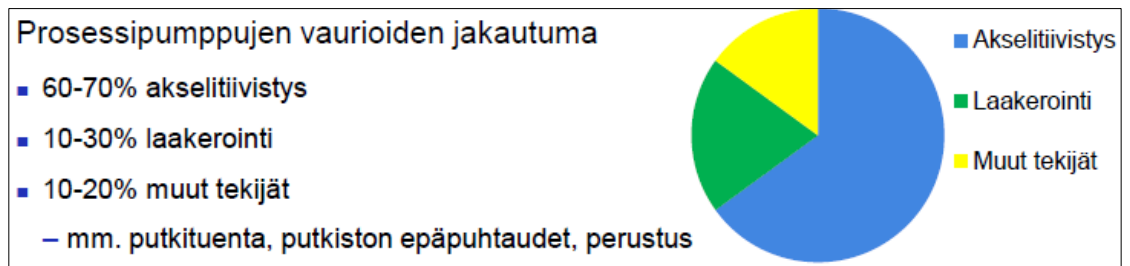 Prosessipumppujen vaurioiden jakautuma
60-70% akselitiivistys
10-30% laakerointi
10-20% muut tekijät
– mm. putkituenta, putkiston epäpuhtaudet, perustus
Akselitiivistys
Laakerointi
Muut tekijät